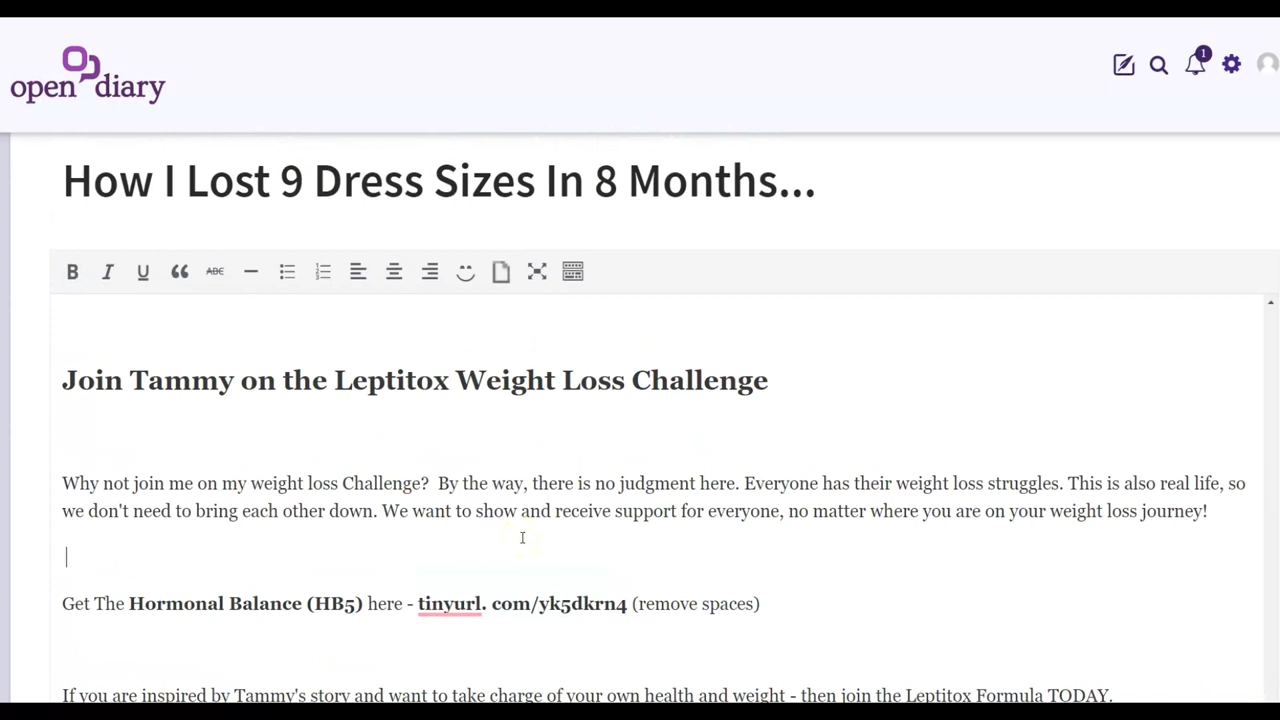 open diary
1
How I Lost 9 Dress Sizes In 8 Months...
B I U ABC
Join Tammy on the Leptitox Weight Loss Challenge
Why not join me on my weight loss Challenge?  By the way, there is no judgment here. Everyone has their weight loss struggles. This is also real life, so
we don't need to bring each other down. We want to show and receive support for everyone, no matter where you are on your weight loss journey!
Get The Hormonal Balance (HB5) here - tinyurl. com/yk5dkrn4 (remove spaces)
If you are inspired by Tammy's story and want to take charge of your own health and weight - then join the Leptitox Formula TODAY.